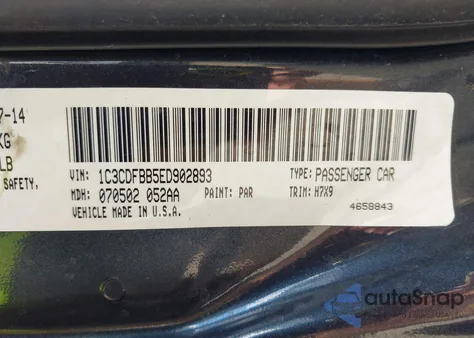 7-14
KG
LB
SAFETY,
VIN: 1C3CDFBB5ED902893 TYPE: PASSENGER CAR
MDH: 070502 052AA PAINT: PAR TRIM: H7X9
VEHICLE MADE IN U.S.A. 4658843
autoSnap